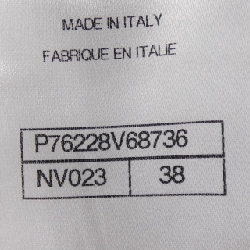 MADE IN ITALY
FABRIQUE EN ITALIE
P76228V68736
NV023 38